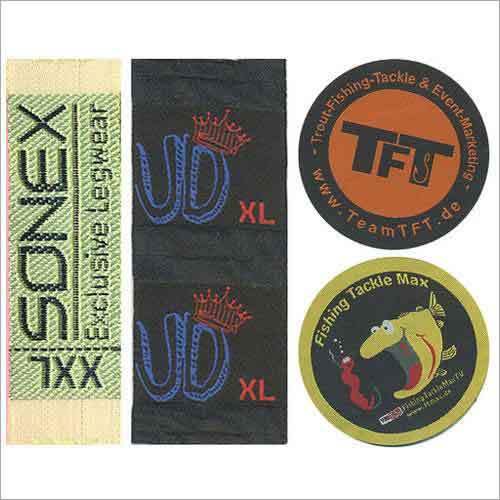 SONEX
Exclusive Legwear
XXL
UD
XL
UD
XL
- Trout-Fishing-Tackle & Event-Marketing -
TFT
www.TeamTFT.de
Fishing Tackle Max